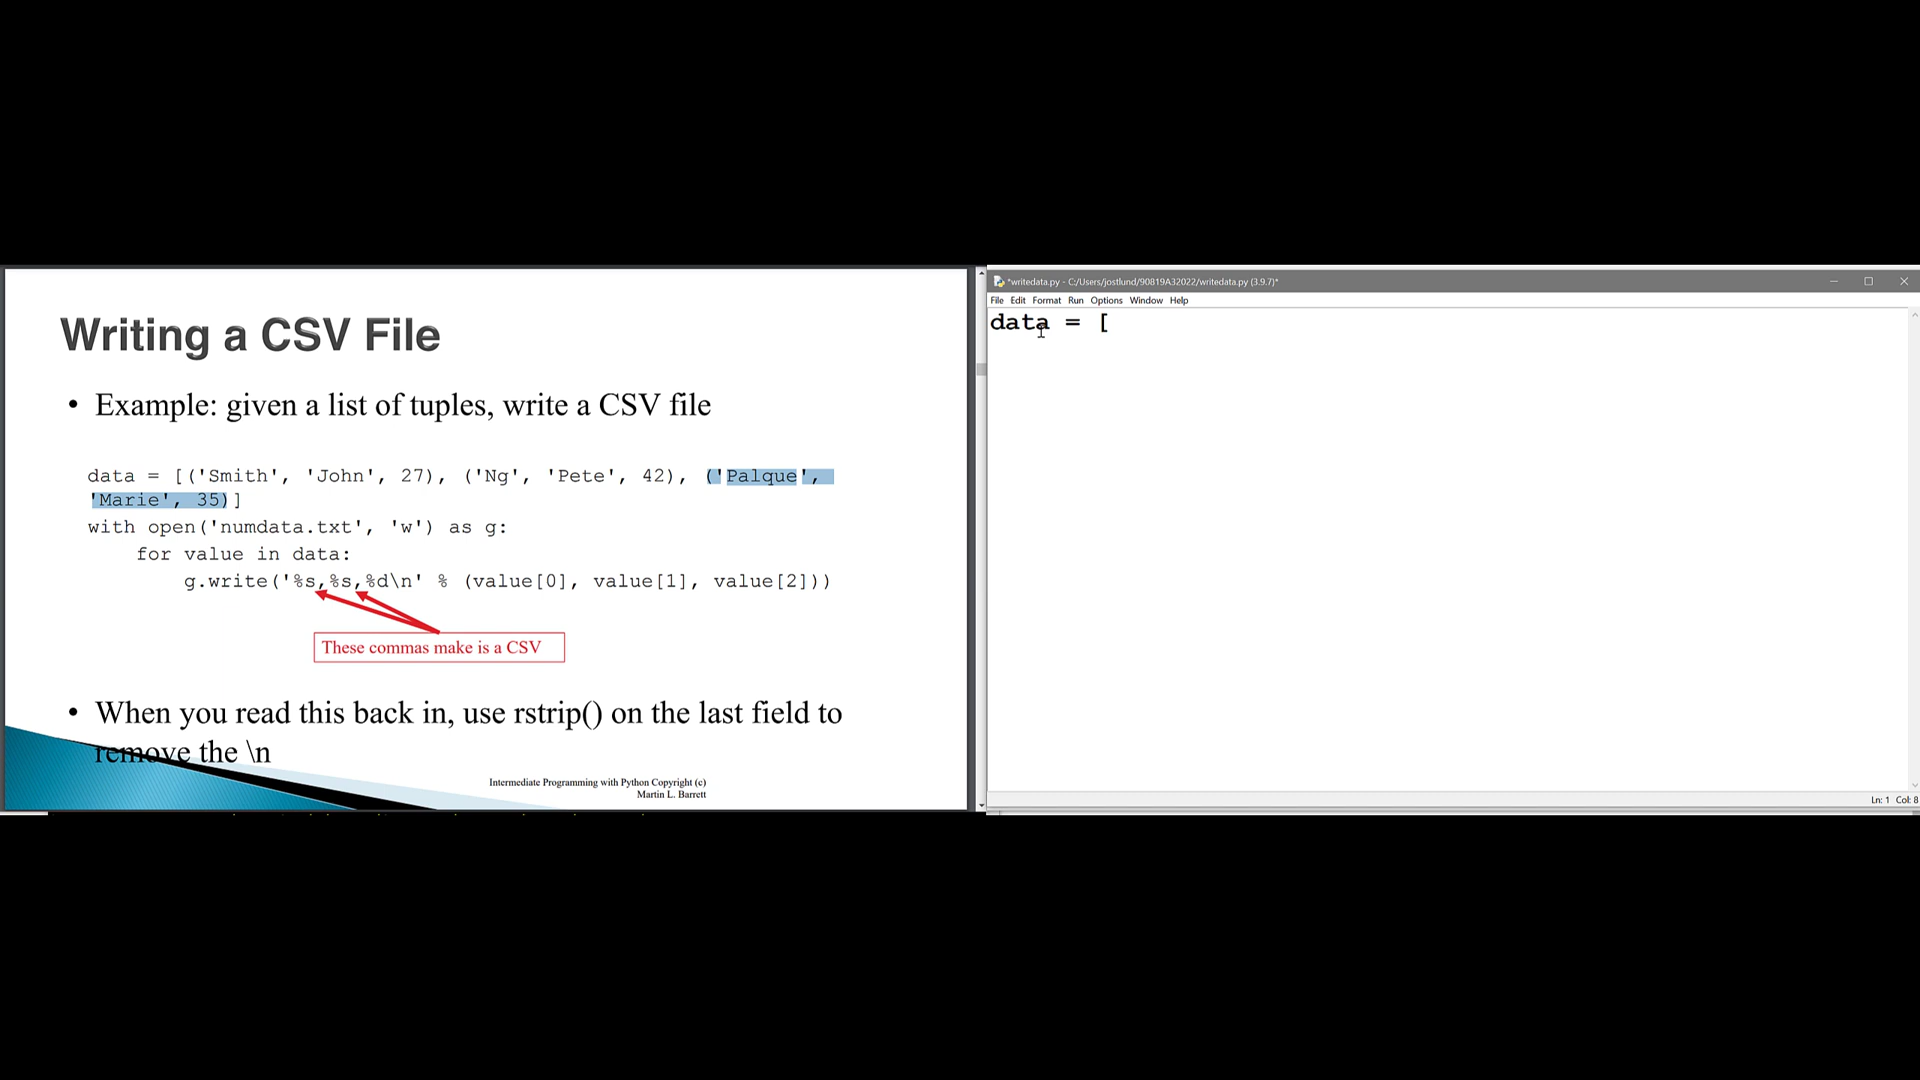 Writing a CSV File
• Example: given a list of tuples, write a CSV file
data = [('Smith', 'John', 27), ('Ng', 'Pete', 42), ('Palque',
'Marie', 35)]
with open('numdata.txt', 'w') as g:
    for value in data:
        g.write('%s,%s,%d\n' % (value[0], value[1], value[2]))
These commas make is a CSV
• When you read this back in, use rstrip() on the last field to
remove the \n
Intermediate Programming with Python Copyright (c)
Martin L. Barrett
*writedata.py - C:/Users/jostlund/90819A32022/writedata.py (3.9.7)*
File Edit Format Run Options Window Help
data = [
Ln: 1 Col: 8